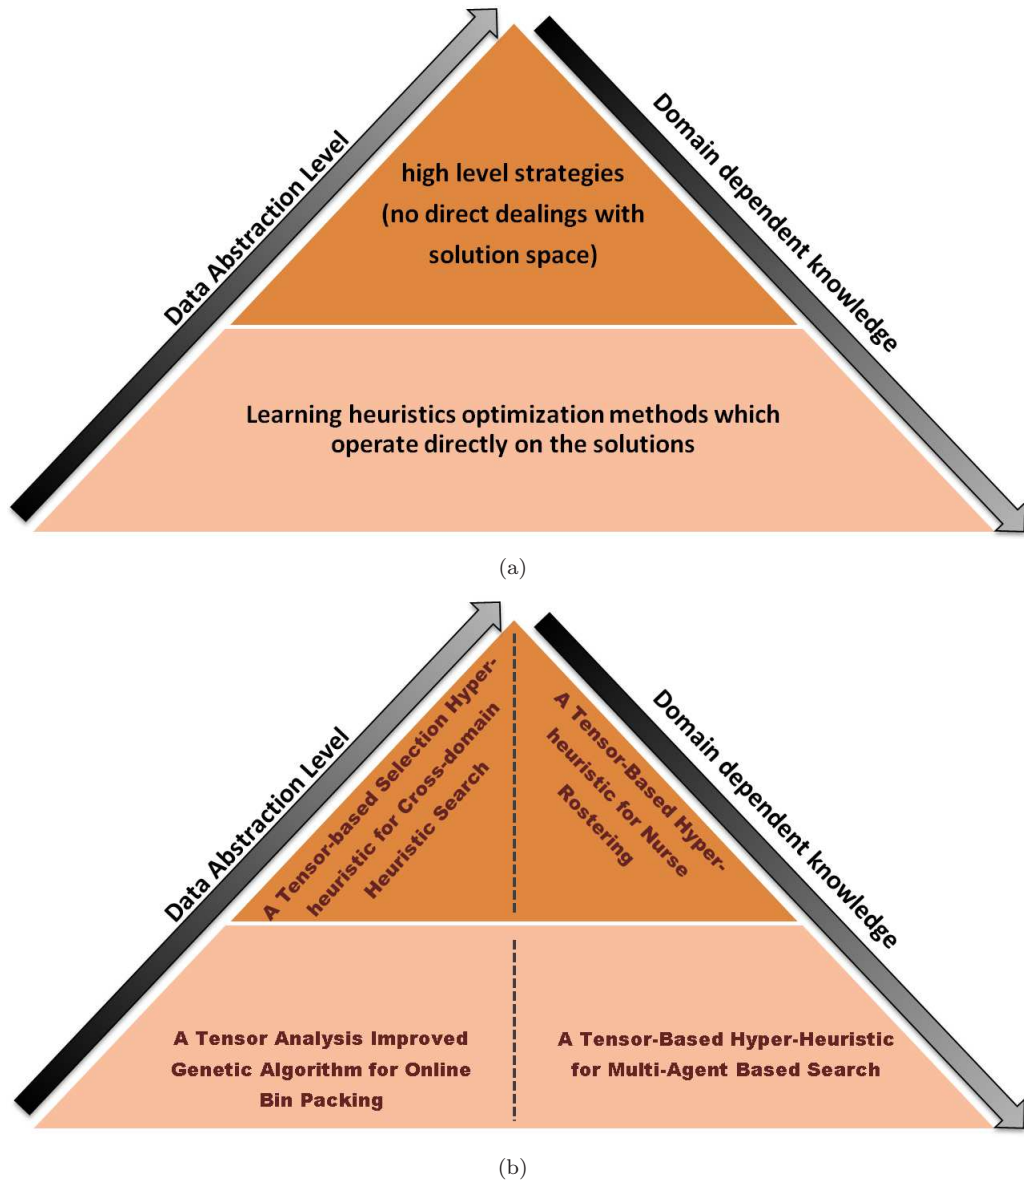 Data Abstraction Level
Domain dependent knowledge
high level strategies
(no direct dealings with
solution space)
Learning heuristics optimization methods which
operate directly on the solutions
(a)
Data Abstraction Level
Domain dependent knowledge
A Tensor-based Selection Hyper-
heuristic for Cross-domain
Heuristic Search
A Tensor-Based Hyper-
heuristic for Nurse
Rostering
A Tensor Analysis Improved
Genetic Algorithm for Online
Bin Packing
A Tensor-Based Hyper-Heuristic
for Multi-Agent Based Search
(b)